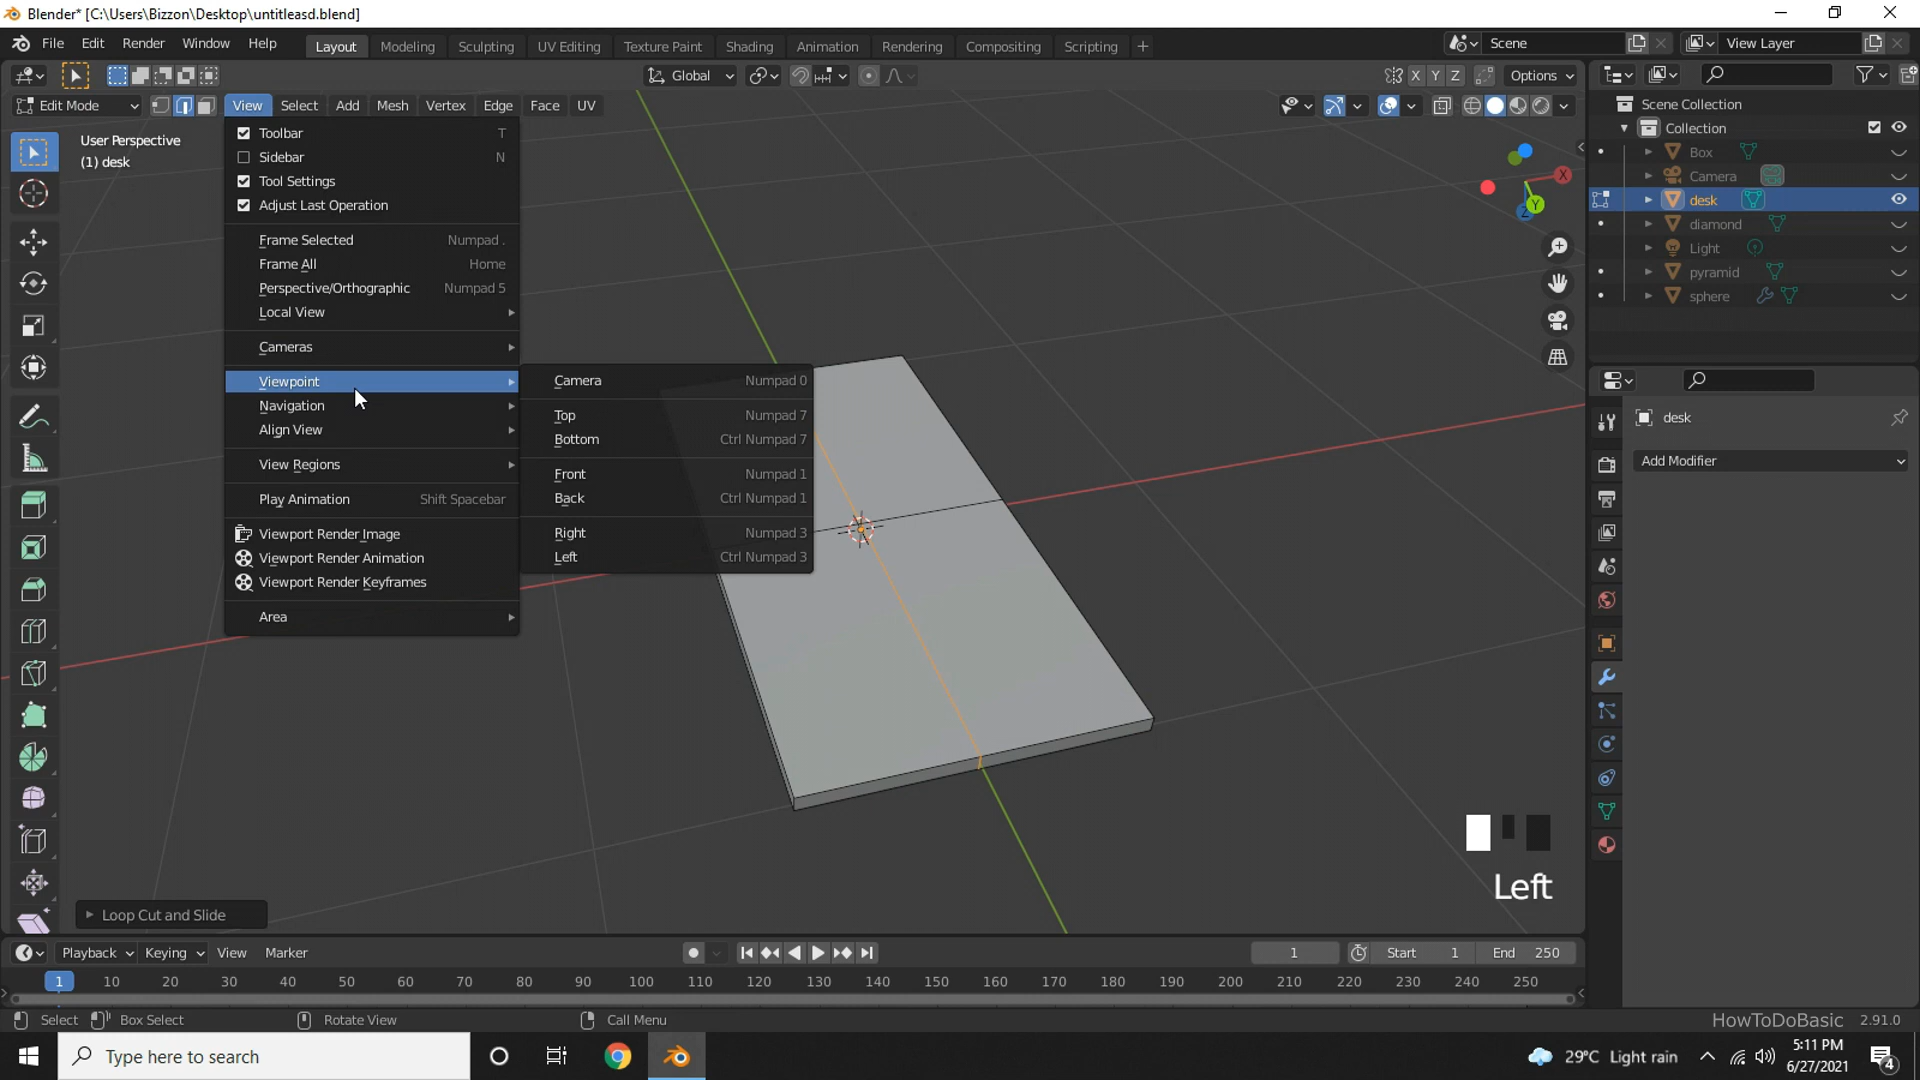 Blender* [C:\Users\Bizzon\Desktop\untitleasd.blend]
File Edit Render Window Help Layout Modeling Sculpting UV Editing Texture Paint Shading Animation Rendering Compositing Scripting + Scene View Layer
Global X Y Z Options
Edit Mode View Select Add Mesh Vertex Edge Face UV
User Perspective
(1) desk
Toolbar T
Sidebar N
Tool Settings
Adjust Last Operation
Frame Selected Numpad .
Frame All Home
Perspective/Orthographic Numpad 5
Local View
Cameras
Viewpoint
Navigation
Align View
View Regions
Play Animation Shift Spacebar
Viewport Render Image
Viewport Render Animation
Viewport Render Keyframes
Area
Camera Numpad 0
Top Numpad 7
Bottom Ctrl Numpad 7
Front Numpad 1
Back Ctrl Numpad 1
Right Numpad 3
Left Ctrl Numpad 3
X
Y
Z
Scene Collection
Collection
Box
Camera
desk
diamond
Light
pyramid
sphere
desk
Add Modifier
Left
Loop Cut and Slide
Playback Keying View Marker 1 Start 1 End 250
1 10 20 30 40 50 60 70 80 90 100 110 120 130 140 150 160 170 180 190 200 210 220 230 240 250
Select Box Select Rotate View Call Menu HowToDoBasic 2.91.0
Type here to search 29°C Light rain 5:11 PM
6/27/2021
4